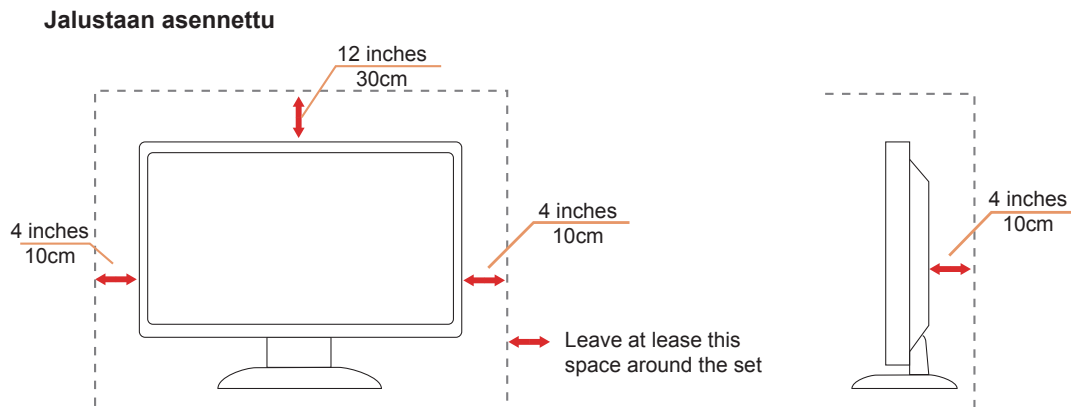 Jalustaan asennettu
12 inches
30cm
4 inches
10cm
4 inches
10cm
4 inches
10cm
Leave at lease this
space around the set